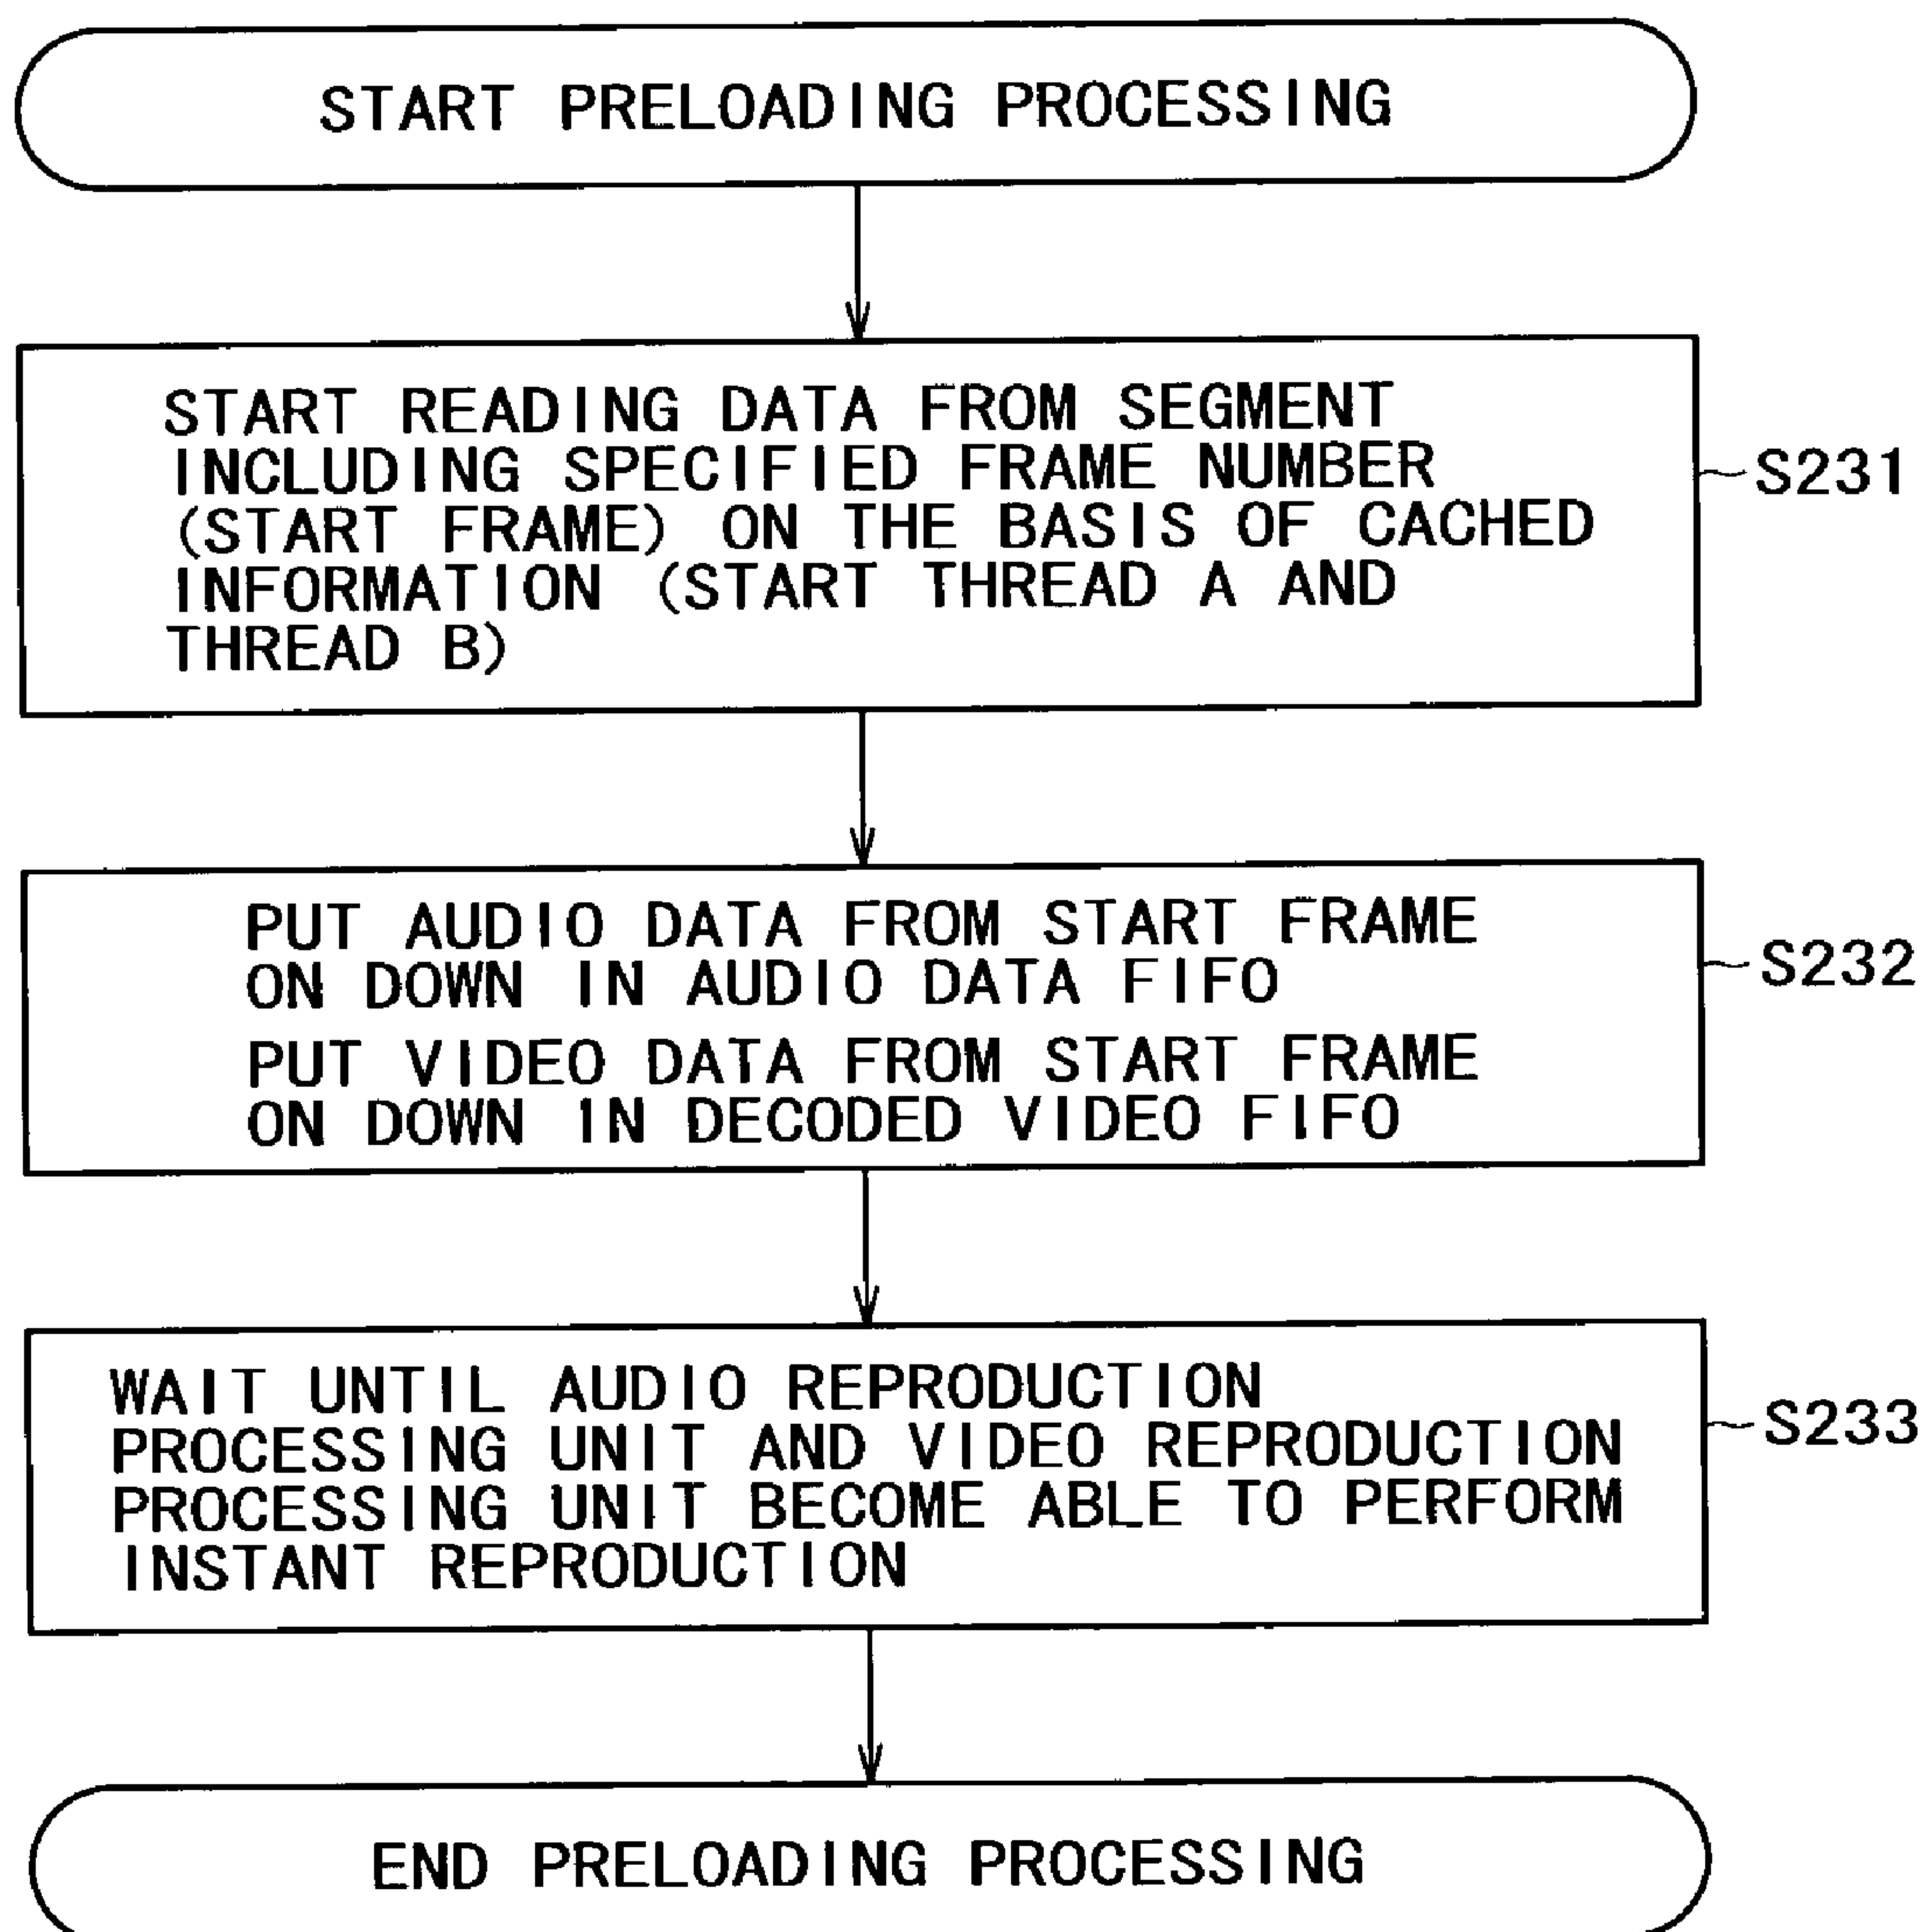 START PRELOADING PROCESSING
START READING DATA FROM SEGMENT
INCLUDING SPECIFIED FRAME NUMBER
(START FRAME) ON THE BASIS OF CACHED
INFORMATION (START THREAD A AND
THREAD B)
S231
PUT AUDIO DATA FROM START FRAME
ON DOWN IN AUDIO DATA FIFO
PUT VIDEO DATA FROM START FRAME
ON DOWN IN DECODED VIDEO FIFO
S232
WAIT UNTIL AUDIO REPRODUCTION
PROCESSING UNIT AND VIDEO REPRODUCTION
PROCESSING UNIT BECOME ABLE TO PERFORM
INSTANT REPRODUCTION
S233
END PRELOADING PROCESSING